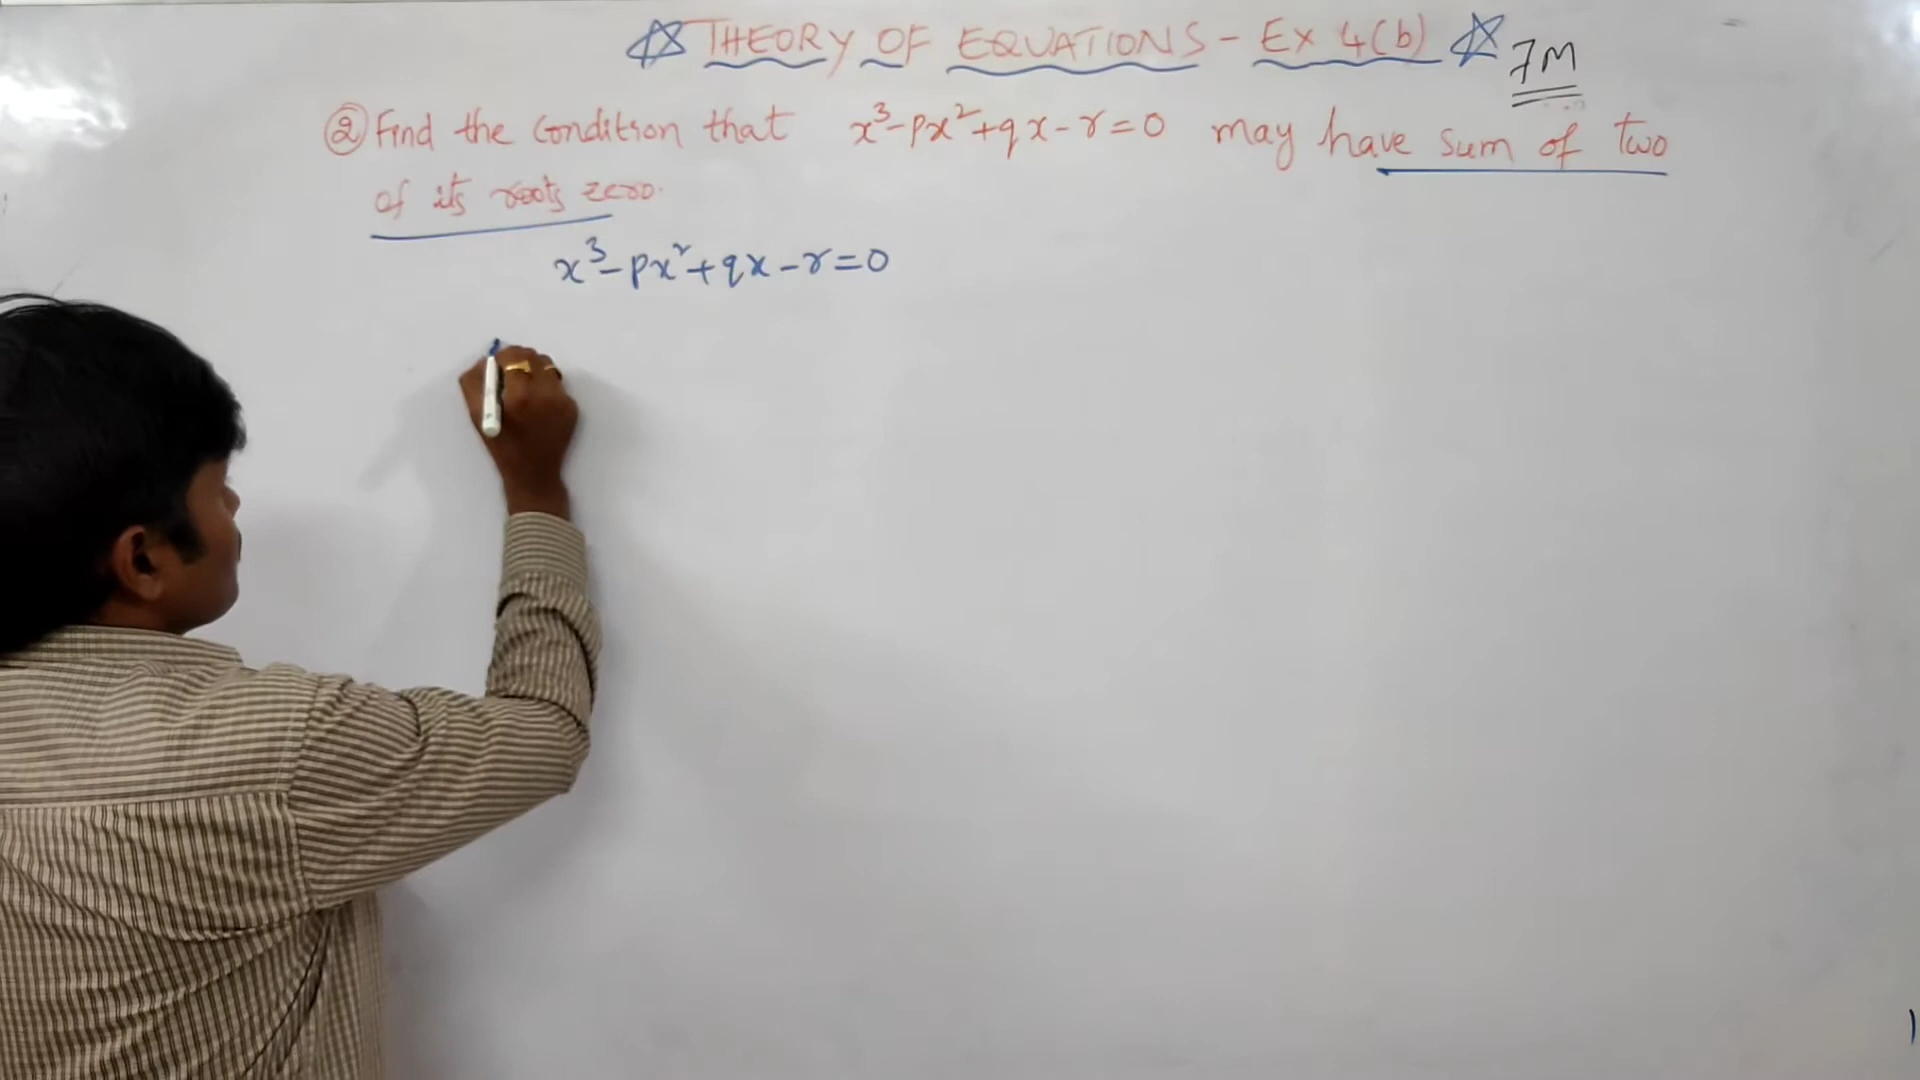 ☆ THEORY OF EQUATIONS - Ex 4(b) ☆ 7M
② Find the condition that x³-px²+qx-r=0 may have sum of two
of its roots zero.
x³-px²+qx-r=0